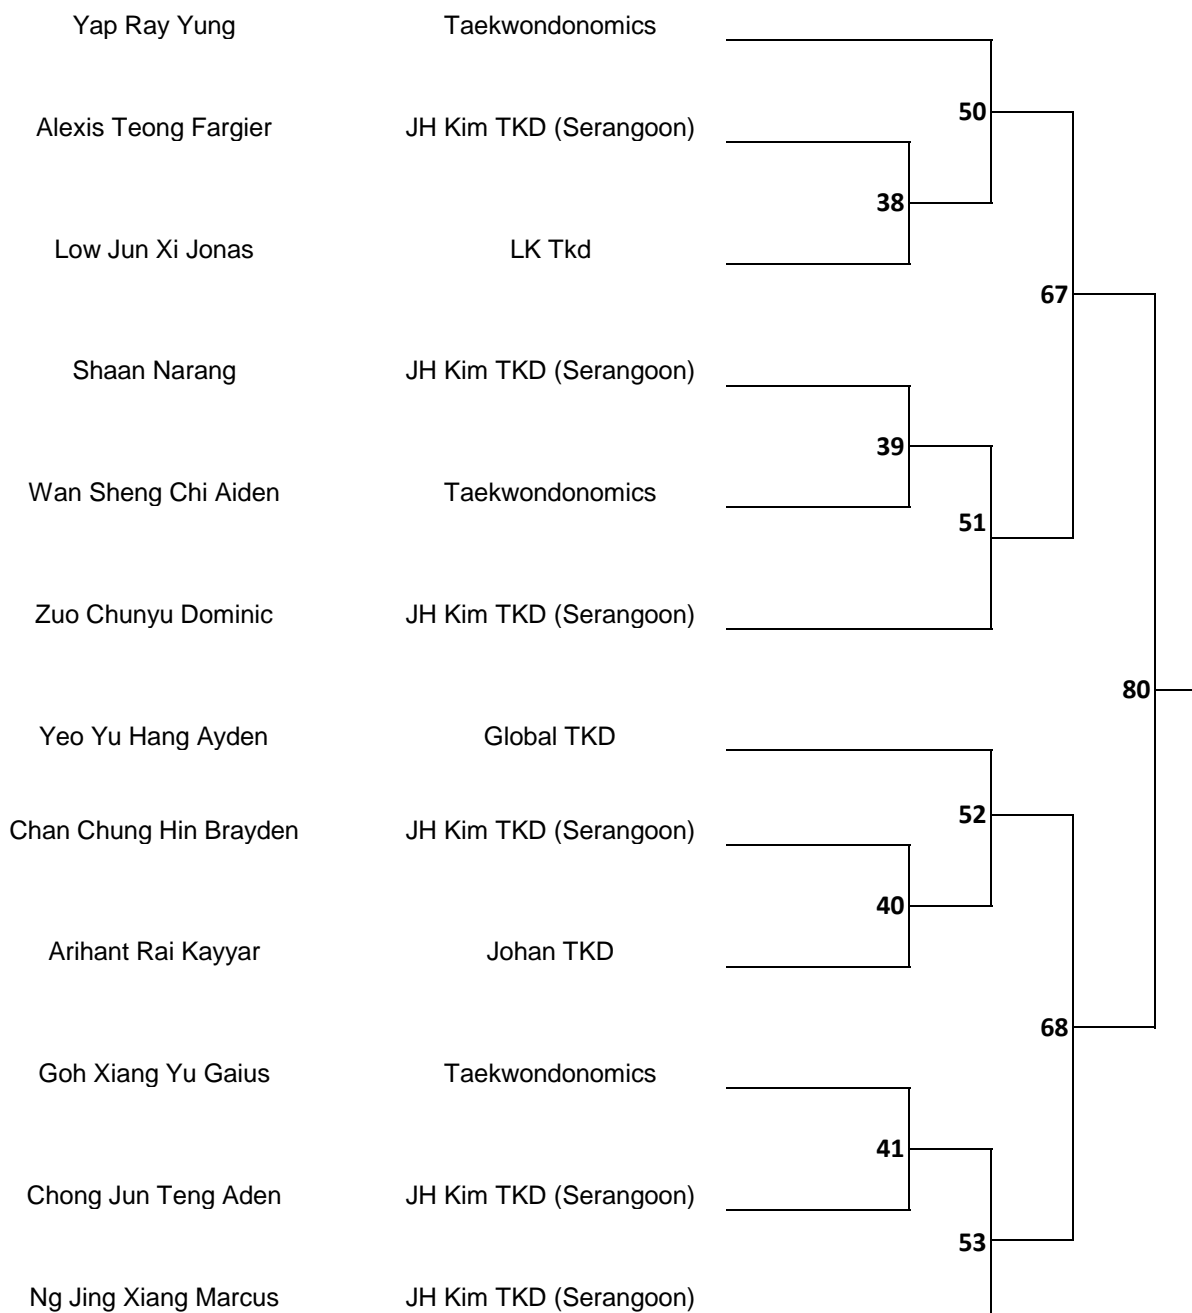 Yap Ray Yung Taekwondonomics
50
Alexis Teong Fargier JH Kim TKD (Serangoon)
38
Low Jun Xi Jonas LK Tkd
67
Shaan Narang JH Kim TKD (Serangoon)
39
Wan Sheng Chi Aiden Taekwondonomics
51
Zuo Chunyu Dominic JH Kim TKD (Serangoon)
80
Yeo Yu Hang Ayden Global TKD
52
Chan Chung Hin Brayden JH Kim TKD (Serangoon)
40
Arihant Rai Kayyar Johan TKD
68
Goh Xiang Yu Gaius Taekwondonomics
41
Chong Jun Teng Aden JH Kim TKD (Serangoon)
53
Ng Jing Xiang Marcus JH Kim TKD (Serangoon)